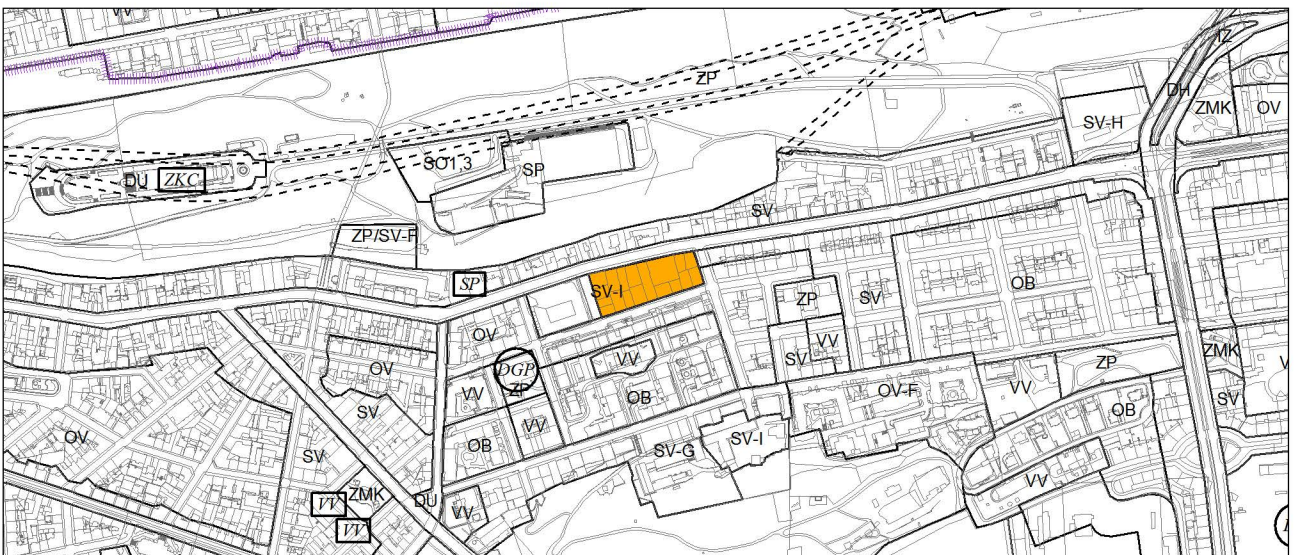 VV
ZP
IZ
DH
ZMK
OV
SV-H
SO1,3
SP
DU
ZKC
SV
ZP/SV-F
SP
SV-I
ZP
SV
OB
OV
SV
VV
ZMK
ZP
OV
DGP
VV
VV
ZP
OB
OV-F
VV
OB
SV
SV
OV
OB
VV
SV-G
SV-I
VV
SV
VV
ZMK
DU
VV
VV